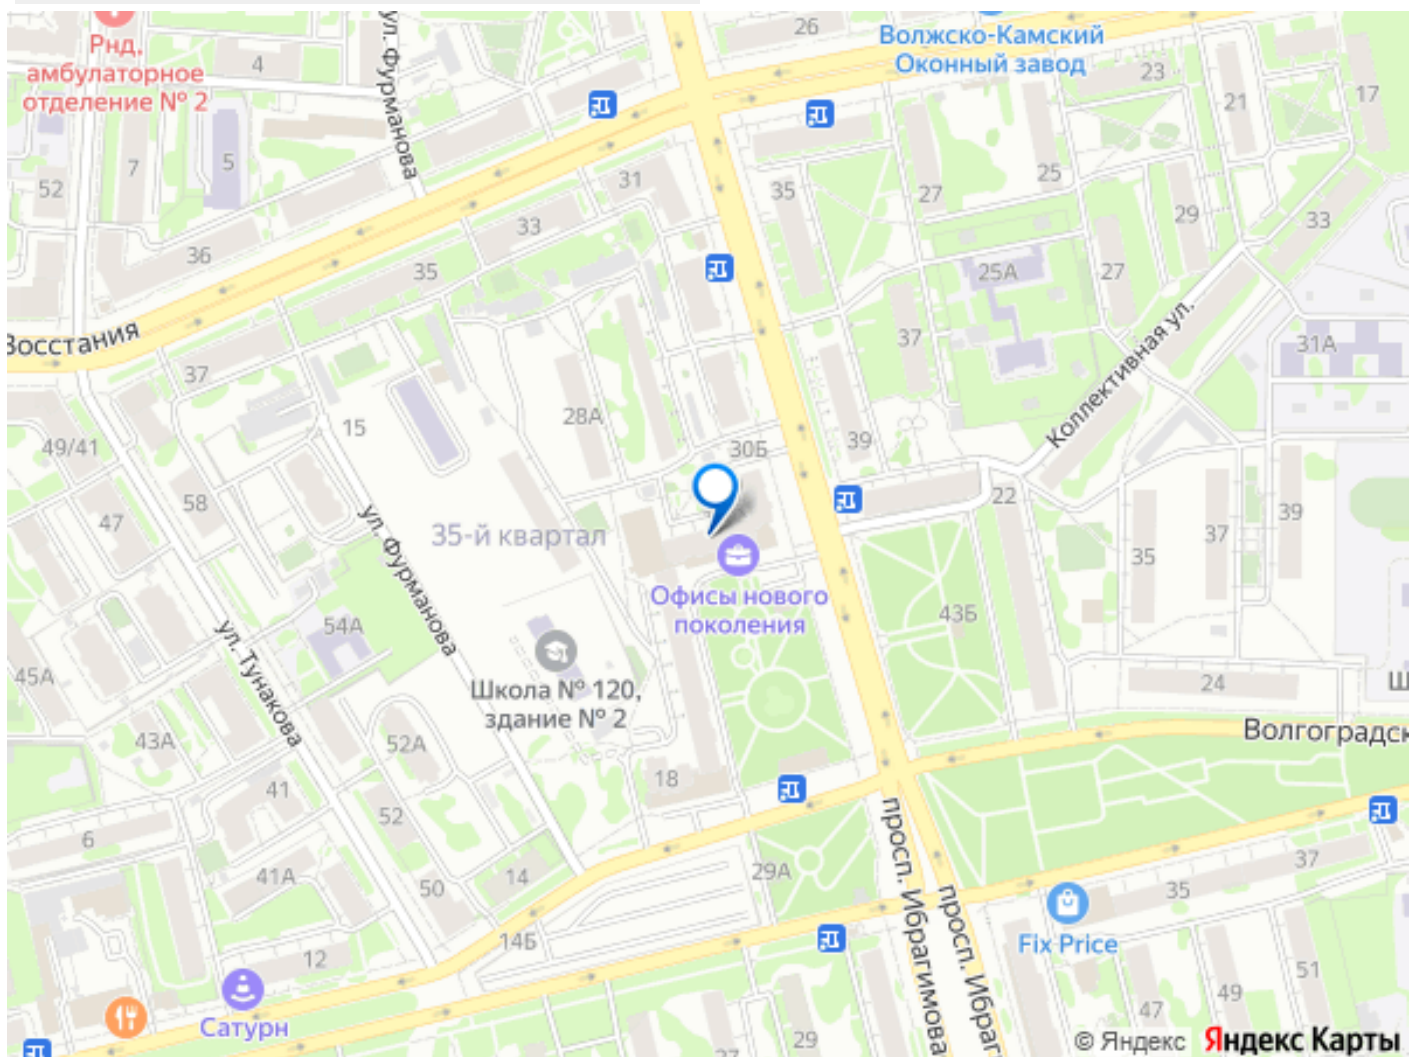 26
Волжско-Камский
Оконный завод
Рнд,
амбулаторное
отделение № 2
4
ул. Фурманова
23
21
17
7
5
52
31
35
27
25
29
33
33
36
35
25А
27
Восстания
37
37
31А
Коллективная ул.
15
28А
49/41
39
30Б
58
47
22
39
37
35
35-й квартал
ул. Фурманова
Офисы нового
поколения
43Б
54А
ул. Тунакова
45А
Школа № 120,
здание № 2
24
Ш
43А
52А
Волгоградск
18
41
52
6
просп. Ибрагимова
просп. Ибраг
29А
37
35
41А
50
14
Fix Price
14Б
12
51
49
47
Сатурн
27
29
© Яндекс Яндекс Карты